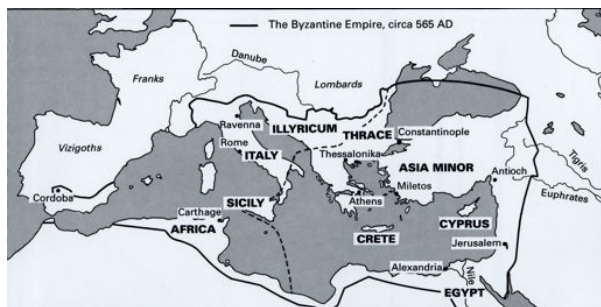 The Byzantine Empire, circa 565 AD
Danube
Franks
Lombards
Ravenna
ILLYRICUM
THRACE
Constantinople
Rome
ITALY
Thessalonika
Vizigoths
ASIA MINOR
Tigris
Antioch
Miletos
Euphrates
Cordoba
SICILY
Athens
Carthage
CYPRUS
AFRICA
CRETE
Jerusalem
Alexandria
Nile
EGYPT